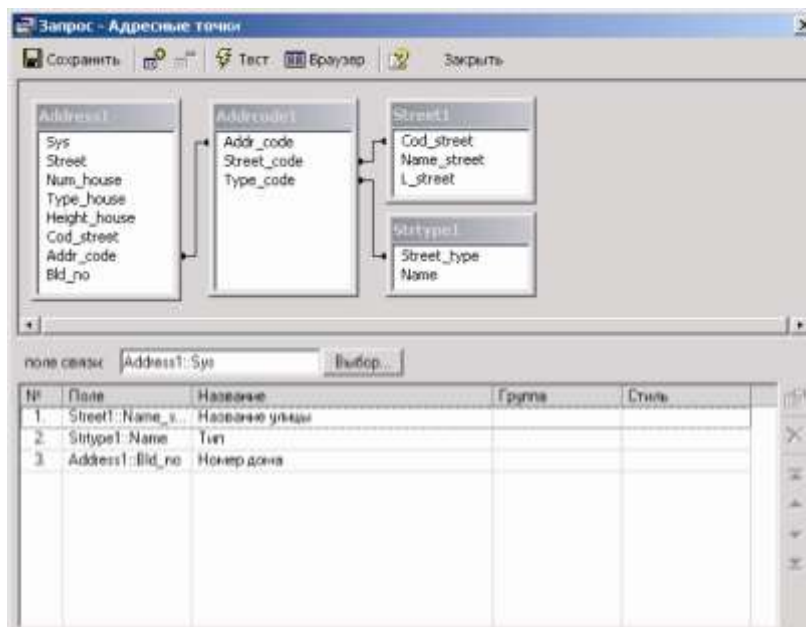 Запрос - Адресные точки
Сохранить Тест Браузер Закрыть
Address1
Sys
Street
Num_house
Type_house
Height_house
Cod_street
Addr_code
Bld_no
Addrcode1
Addr_code
Street_code
Type_code
Street1
Cod_street
Name_street
L_street
Strtype1
Street_type
Name
поле связи: Address1::Sys Выбор...
№ Поле Название Группа Стиль
1. Street1::Name_s... Название улицы
2. Strtype1::Name Тип
3. Address1::Bld_no Номер дома